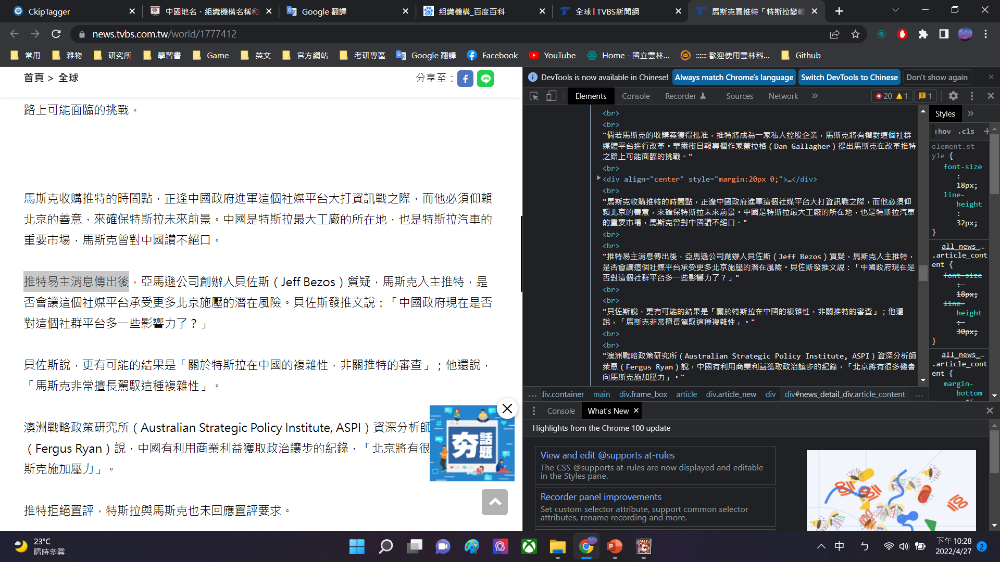 CkipTagger
中國地名、組織機構名稱和
Google 翻譯
組織機構_百度百科
全球 | TVBS新聞網
馬斯克買推特「特斯拉變軟
news.tvbs.com.tw/world/1777412
常用
雜物
研究所
學習書
Game
英文
官方網站
考研專區
Google 翻譯
Facebook
YouTube
Home - 國立雲林...
:::::: 歡迎使用雲林科...
Github
首頁 > 全球
分享至：
LINE
路上可能面臨的挑戰。
馬斯克收購推特的時間點，正逢中國政府進軍這個社媒平台大打資訊戰之際，而他必須仰賴
北京的善意，來確保特斯拉未來前景。中國是特斯拉最大工廠的所在地，也是特斯拉汽車的
重要市場，馬斯克曾對中國讚不絕口。
推特易主消息傳出後，亞馬遜公司創辦人貝佐斯（Jeff Bezos）質疑，馬斯克入主推特，是
否會讓這個社媒平台承受更多北京施壓的潛在風險。貝佐斯發推文說：「中國政府現在是否
對這個社群平台多一些影響力了？」
貝佐斯說，更有可能的結果是「關於特斯拉在中國的複雜性，非關推特的審查」；他還說，
「馬斯克非常擅長駕馭這種複雜性」。
澳洲戰略政策研究所（Australian Strategic Policy Institute, ASPI）資深分析師
（Fergus Ryan）說，中國有利用商業利益獲取政治讓步的紀錄，「北京將有很
斯克施加壓力」。
推特拒絕置評，特斯拉與馬斯克也未回應置評要求。
夯話題
DevTools is now available in Chinese!
Always match Chrome's language
Switch DevTools to Chinese
Don't show again
Elements
Console
Recorder
Sources
Network
20
1
1
<br>
<br>
"倘若馬斯克的收購案獲得批准，推特將成為一家私人控股企業，馬斯克將有權對這個社群
媒體平台進行改革。華爾街日報專欄作家蓋拉格（Dan Gallagher）提出馬斯克在改革推特
之路上可能面臨的挑戰。"
<br>
<div align="center" style="margin:20px 0;">…</div>
<br>
"馬斯克收購推特的時間點，正逢中國政府進軍這個社媒平台大打資訊戰之際，而他必須仰
賴北京的善意，來確保特斯拉未來前景。中國是特斯拉最大工廠的所在地，也是特斯拉汽車
的重要市場，馬斯克曾對中國讚不絕口。"
<br>
<br>
"推特易主消息傳出後，亞馬遜公司創辦人貝佐斯（Jeff Bezos）質疑，馬斯克入主推特，
是否會讓這個社媒平台承受更多北京施壓的潛在風險。貝佐斯發推文說：「中國政府現在是
否對這個社群平台多一些影響力了？」"
<br>
<br>
"貝佐斯說，更有可能的結果是「關於特斯拉在中國的複雜性，非關推特的審查」；他還
說，「馬斯克非常擅長駕馭這種複雜性」。"
<br>
<br>
"澳洲戰略政策研究所（Australian Strategic Policy Institute, ASPI）資深分析師
萊恩（Fergus Ryan）說，中國有利用商業利益獲取政治讓步的紀錄，「北京將有很多機會
向馬斯克施加壓力」。"
... div.container main div.frame_box article div.article_new div div#news_detail_div.article_content ...
Styles
:hov .cls +
element.st
yle {
font-size
:
18px;
line-
height
:
32px;
}
all_news_…
.article_cont
ent {
font-size
:
18px;
line-
height
:
30px;
}
all_news_…
.article_cont
ent {
margin-
bottom
Console
What's New
Highlights from the Chrome 100 update
View and edit @supports at-rules
The CSS @supports at-rules are now displayed and editable
in the Styles pane.
Recorder panel improvements
Set custom selector attribute, support common selector
attributes, rename recording and more.
100
23°C
晴時多雲
中
ㄣ
下午 10:28
2022/4/27
2